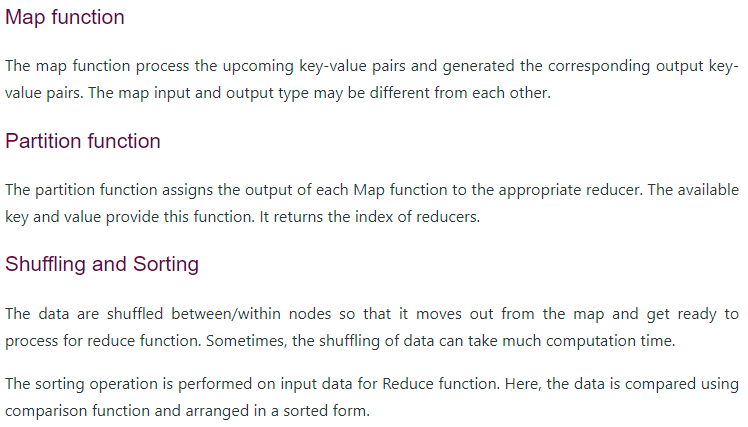 Map function
The map function process the upcoming key-value pairs and generated the corresponding output key-
value pairs. The map input and output type may be different from each other.
Partition function
The partition function assigns the output of each Map function to the appropriate reducer. The available
key and value provide this function. It returns the index of reducers.
Shuffling and Sorting
The data are shuffled between/within nodes so that it moves out from the map and get ready to
process for reduce function. Sometimes, the shuffling of data can take much computation time.
The sorting operation is performed on input data for Reduce function. Here, the data is compared using
comparison function and arranged in a sorted form.